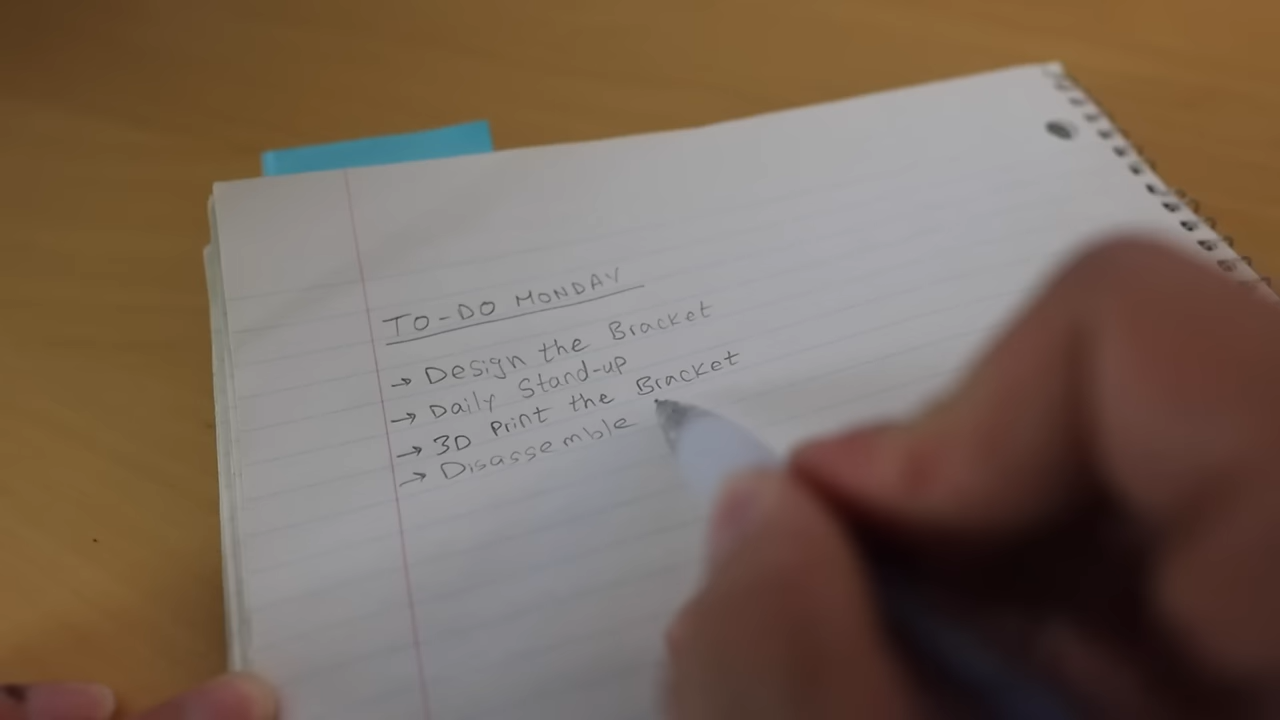 TO-DO MONDAY
→ Design the Bracket
→ Daily Stand-up
→ 3D Print the Bracket
→ Disassemble